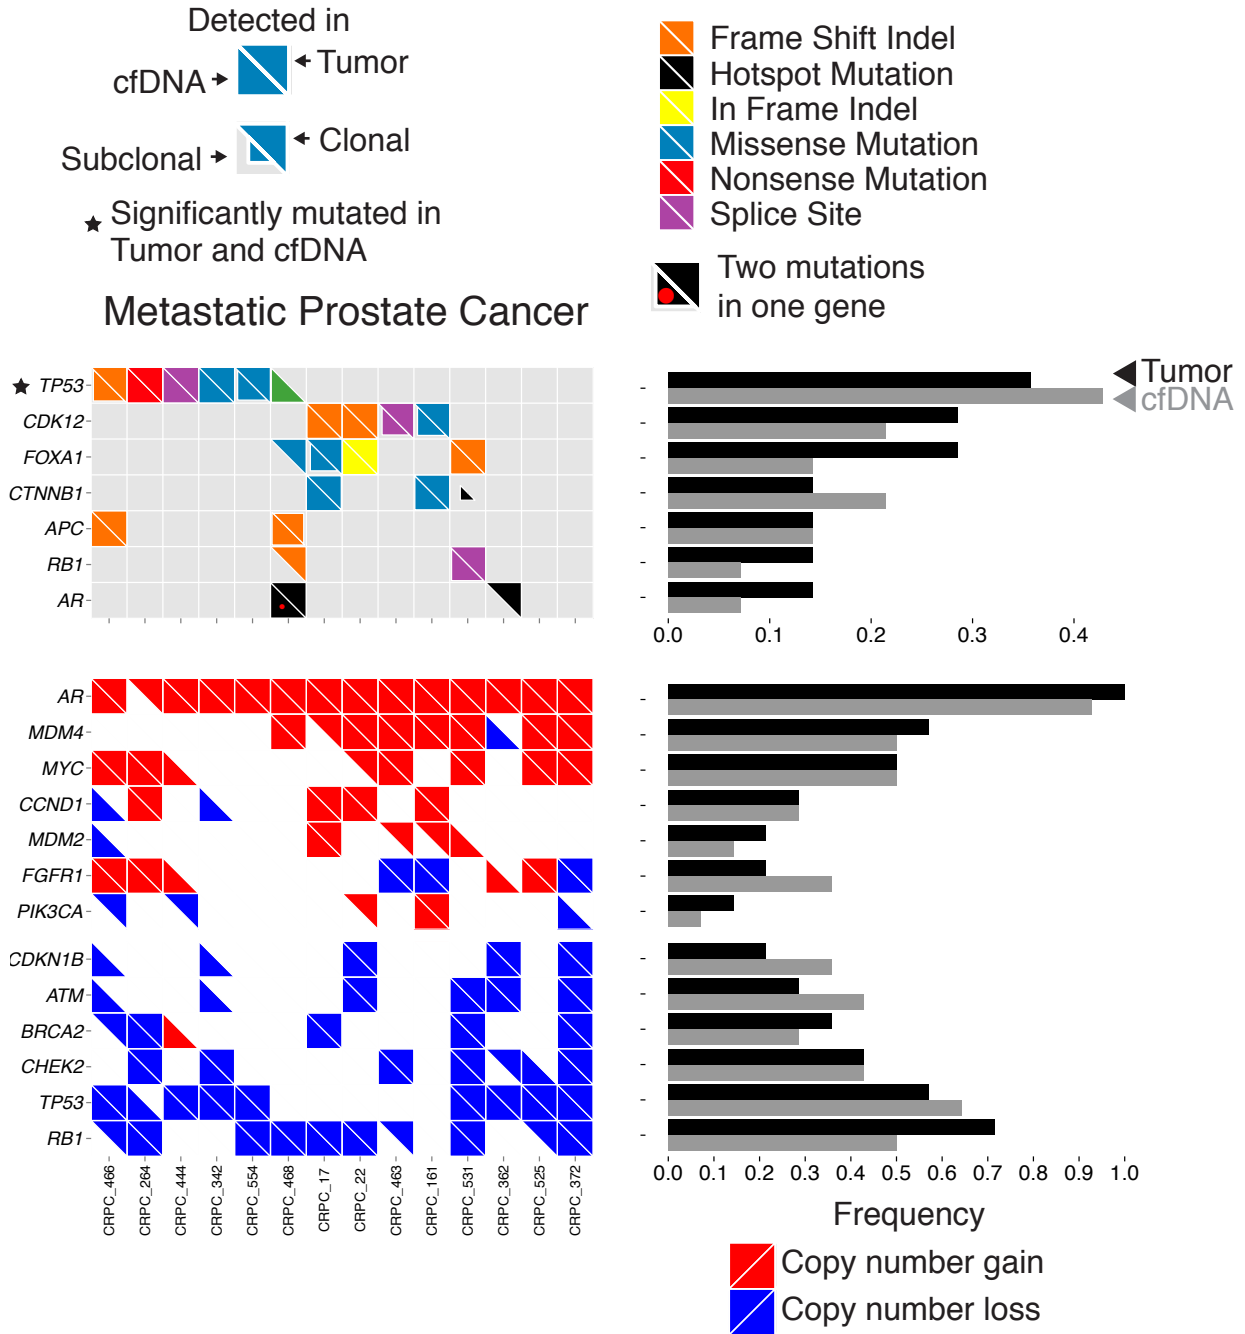 Detected in
cfDNA
Tumor
Subclonal
Clonal
Significantly mutated in
Tumor and cfDNA
Frame Shift Indel
Hotspot Mutation
In Frame Indel
Missense Mutation
Nonsense Mutation
Splice Site
Two mutations
in one gene
Metastatic Prostate Cancer
TP53
CDK12
FOXA1
CTNNB1
APC
RB1
AR
Tumor
cfDNA
0.0 0.1 0.2 0.3 0.4
AR
MDM4
MYC
CCND1
MDM2
FGFR1
PIK3CA
CDKN1B
ATM
BRCA2
CHEK2
TP53
RB1
CRPC_466
CRPC_264
CRPC_444
CRPC_342
CRPC_554
CRPC_468
CRPC_17
CRPC_22
CRPC_463
CRPC_161
CRPC_531
CRPC_362
CRPC_525
CRPC_372
0.0 0.1 0.2 0.3 0.4 0.5 0.6 0.7 0.8 0.9 1.0
Frequency
Copy number gain
Copy number loss